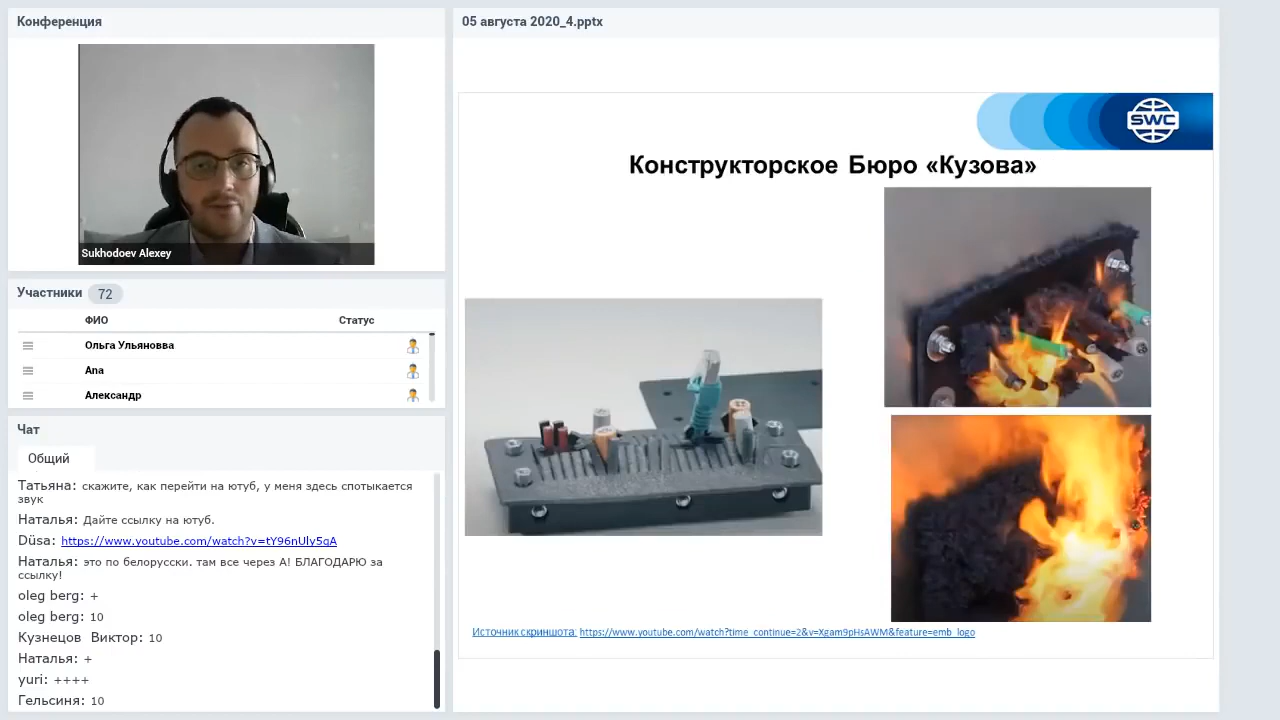 Конференция
Sukhodoev Alexey
Участники 72
ФИО Статус
Ольга Ульяновва
Ana
Александр
Чат
Общий
Татьяна: скажите, как перейти на ютуб, у меня здесь спотыкается
звук
Наталья: Дайте ссылку на ютуб.
Düsa: https://www.youtube.com/watch?v=tY96nUly5qA
Наталья: это по белорусски. там все через А! БЛАГОДАРЮ за
ссылку!
oleg berg: +
oleg berg: 10
Кузнецов Виктор: 10
Наталья: +
yuri: ++++
Гельсиня: 10
05 августа 2020_4.pptx
SWC
Конструкторское Бюро «Кузова»
Источник скриншота: https://www.youtube.com/watch?time_continue=2&v=Xgam9pHsAWM&feature=emb_logo